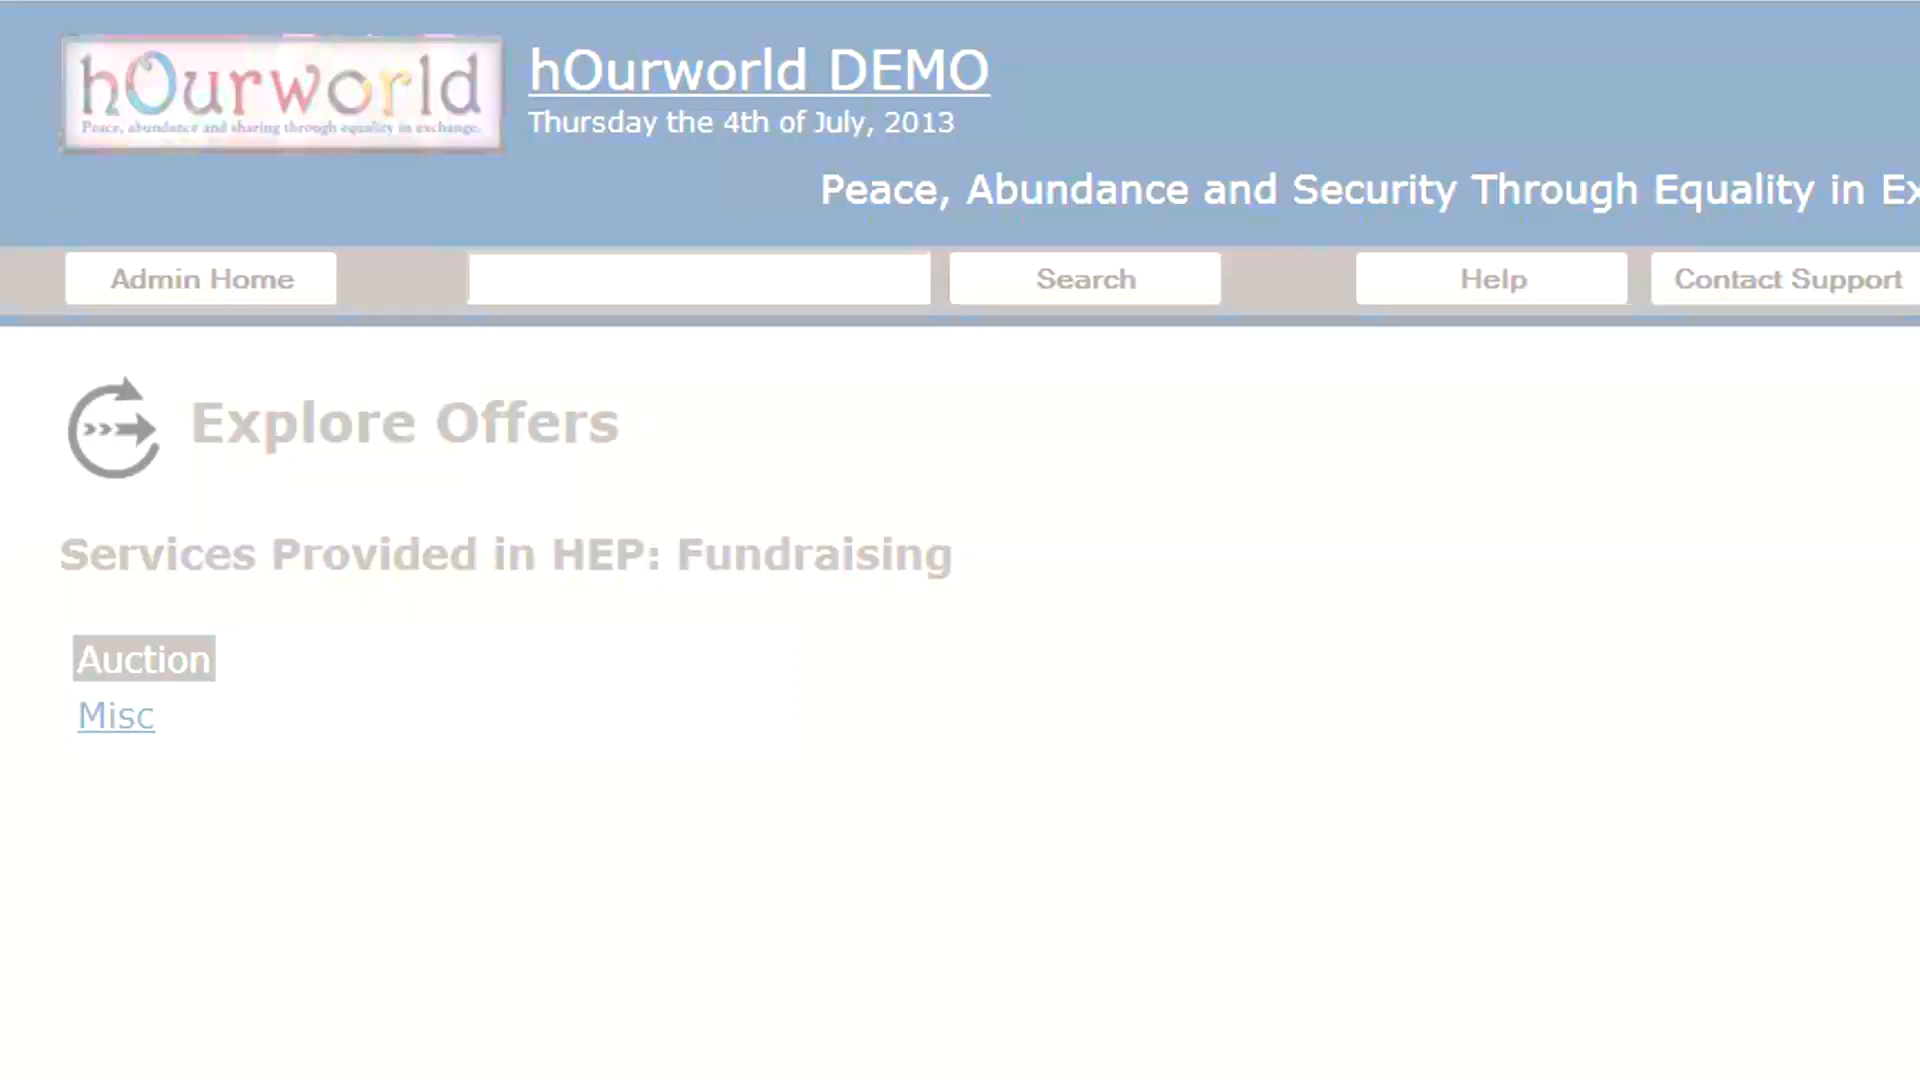 hOurworld
Peace, abundance and sharing through equality in exchange.
hOurworld DEMO
Thursday the 4th of July, 2013
Peace, Abundance and Security Through Equality in Ex
Admin Home
Search
Help
Contact Support
Explore Offers
Services Provided in HEP: Fundraising
Auction
Misc